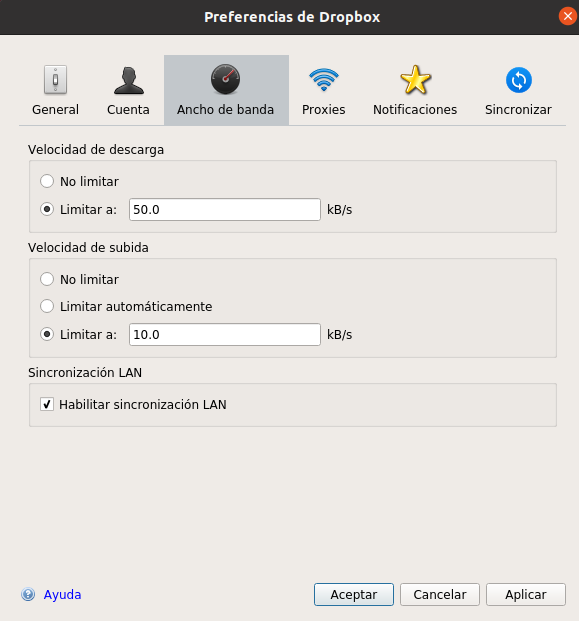 Preferencias de Dropbox
General Cuenta Ancho de banda Proxies Notificaciones Sincronizar
Velocidad de descarga
No limitar
Limitar a: 50.0 kB/s
Velocidad de subida
No limitar
Limitar automáticamente
Limitar a: 10.0 kB/s
Sincronización LAN
Habilitar sincronización LAN
Ayuda Aceptar Cancelar Aplicar